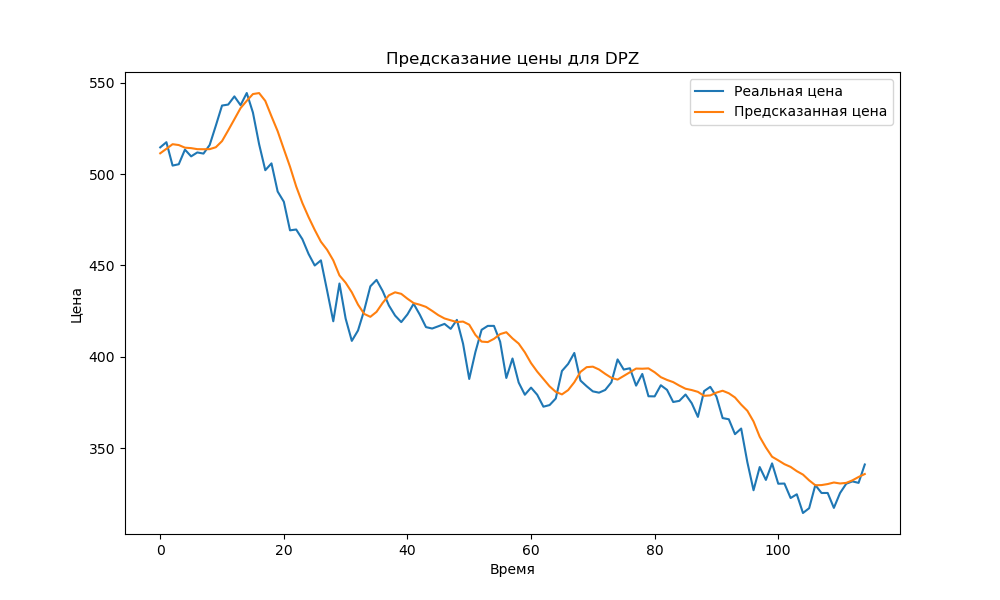 Предсказание цены для DPZ
Реальная цена
Предсказанная цена
Цена
550
500
450
400
350
0 20 40 60 80 100
Время